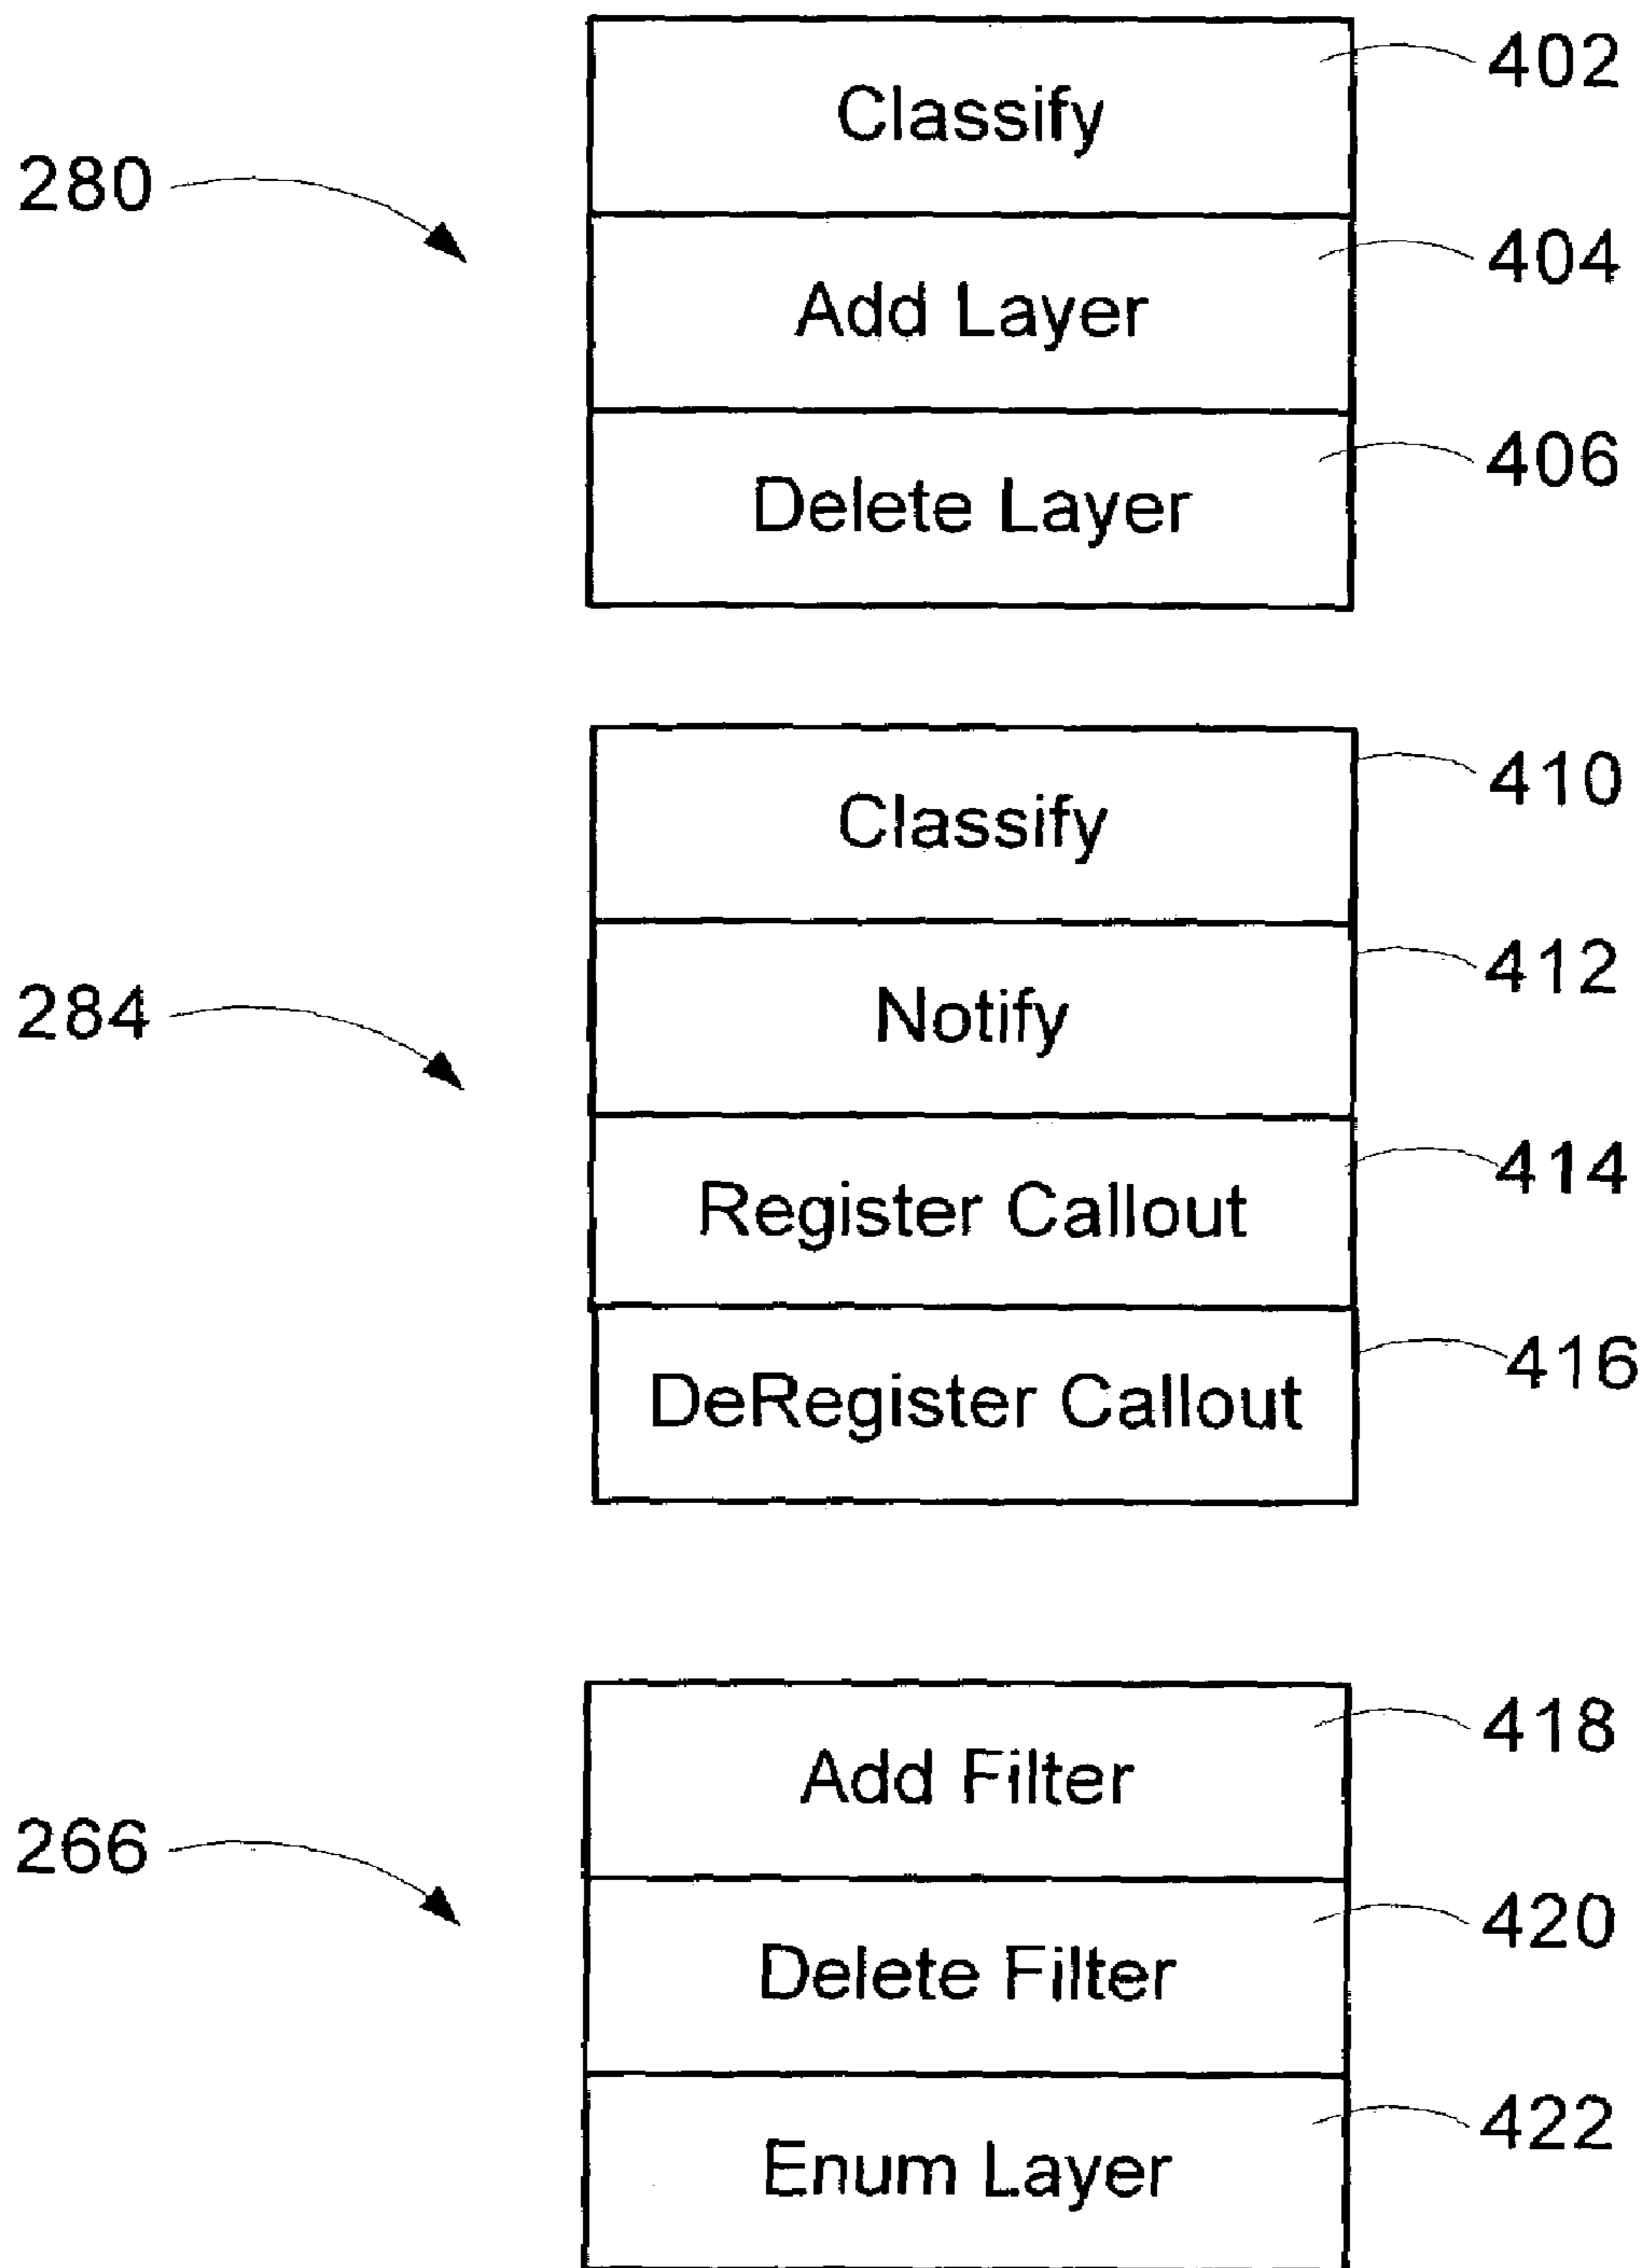 402
Classify
280
404
Add Layer
406
Delete Layer
410
Classify
412
Notify
284
414
Register Callout
416
DeRegister Callout
418
Add Filter
266
420
Delete Filter
422
Enum Layer